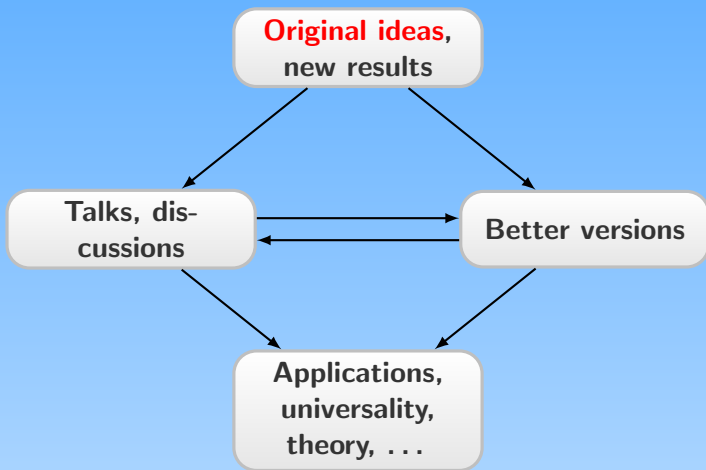 Original ideas,
new results
Talks, dis-
cussions
Better versions
Applications,
universality,
theory, . . .